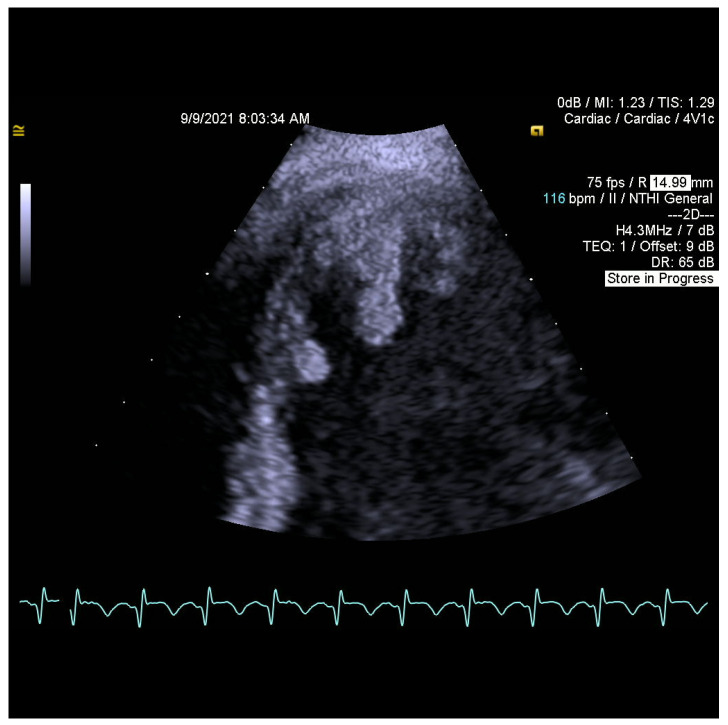 0dB / MI: 1.23 / TIS: 1.29
9/9/2021 8:03:34 AM
Cardiac / Cardiac / 4V1c
75 fps / R 14.99 mm
116 bpm / II / NTHI General
---2D---
H4.3MHz / 7 dB
TEQ: 1 / Offset: 9 dB
DR: 65 dB
Store in Progress